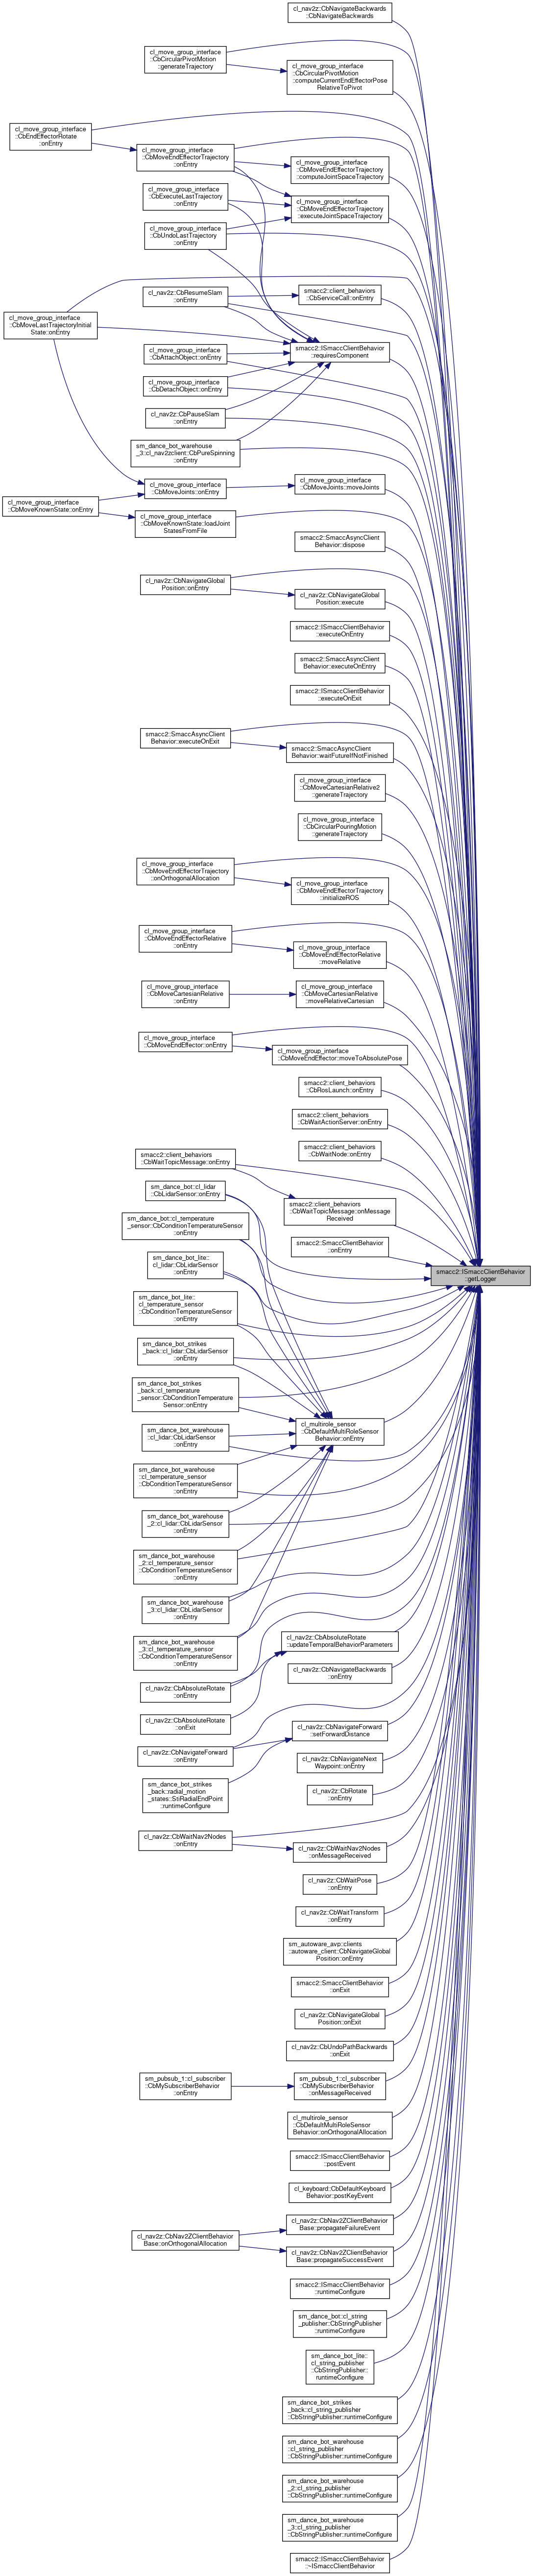 cl_nav2z::CbNavigateBackwards
::CbNavigateBackwards
cl_move_group_interface
::CbCircularPivotMotion
::generateTrajectory
cl_move_group_interface
::CbCircularPivotMotion
::computeCurrentEndEffectorPose
RelativeToPivot
cl_move_group_interface
::CbEndEffectorRotate
::onEntry
cl_move_group_interface
::CbMoveEndEffectorTrajectory
::onEntry
cl_move_group_interface
::CbMoveEndEffectorTrajectory
::computeJointSpaceTrajectory
cl_move_group_interface
::CbExecuteLastTrajectory
::onEntry
cl_move_group_interface
::CbMoveEndEffectorTrajectory
::executeJointSpaceTrajectory
cl_move_group_interface
::CbUndoLastTrajectory
::onEntry
cl_nav2z::CbResumeSlam
::onEntry
smacc2::client_behaviors
::CbServiceCall::onEntry
cl_move_group_interface
::CbMoveLastTrajectoryInitial
State::onEntry
smacc2::ISmaccClientBehavior
::requiresComponent
cl_move_group_interface
::CbAttachObject::onEntry
cl_move_group_interface
::CbDetachObject::onEntry
cl_nav2z::CbPauseSlam
::onEntry
sm_dance_bot_warehouse
_3::cl_nav2zclient::CbPureSpinning
::onEntry
cl_move_group_interface
::CbMoveJoints::onEntry
cl_move_group_interface
::CbMoveJoints::moveJoints
cl_move_group_interface
::CbMoveKnownState::onEntry
cl_move_group_interface
::CbMoveKnownState::loadJoint
StatesFromFile
smacc2::SmaccAsyncClient
Behavior::dispose
cl_nav2z::CbNavigateGlobal
Position::onEntry
cl_nav2z::CbNavigateGlobal
Position::execute
smacc2::ISmaccClientBehavior
::executeOnEntry
smacc2::SmaccAsyncClient
Behavior::executeOnEntry
smacc2::ISmaccClientBehavior
::executeOnExit
smacc2::SmaccAsyncClient
Behavior::executeOnExit
smacc2::SmaccAsyncClient
Behavior::waitFutureIfNotFinished
cl_move_group_interface
::CbMoveCartesianRelative2
::generateTrajectory
cl_move_group_interface
::CbCircularPouringMotion
::generateTrajectory
cl_move_group_interface
::CbMoveEndEffectorTrajectory
::onOrthogonalAllocation
cl_move_group_interface
::CbMoveEndEffectorTrajectory
::initializeROS
cl_move_group_interface
::CbMoveEndEffectorRelative
::onEntry
cl_move_group_interface
::CbMoveEndEffectorRelative
::moveRelative
cl_move_group_interface
::CbMoveCartesianRelative
::onEntry
cl_move_group_interface
::CbMoveCartesianRelative
::moveRelativeCartesian
cl_move_group_interface
::CbMoveEndEffector::onEntry
cl_move_group_interface
::CbMoveEndEffector::moveToAbsolutePose
smacc2::client_behaviors
::CbRosLaunch::onEntry
smacc2::client_behaviors
::CbWaitActionServer::onEntry
smacc2::client_behaviors
::CbWaitNode::onEntry
smacc2::client_behaviors
::CbWaitTopicMessage::onEntry
sm_dance_bot::cl_lidar
::CbLidarSensor::onEntry
smacc2::client_behaviors
::CbWaitTopicMessage::onMessage
Received
sm_dance_bot::cl_temperature
_sensor::CbConditionTemperatureSensor
::onEntry
smacc2::SmaccClientBehavior
::onEntry
smacc2::ISmaccClientBehavior
::getLogger
sm_dance_bot_lite::
cl_lidar::CbLidarSensor
::onEntry
sm_dance_bot_lite::
cl_temperature_sensor
::CbConditionTemperatureSensor
::onEntry
sm_dance_bot_strikes
_back::cl_lidar::CbLidarSensor
::onEntry
sm_dance_bot_strikes
_back::cl_temperature
_sensor::CbConditionTemperature
Sensor::onEntry
cl_multirole_sensor
::CbDefaultMultiRoleSensor
Behavior::onEntry
sm_dance_bot_warehouse
::cl_lidar::CbLidarSensor
::onEntry
sm_dance_bot_warehouse
::cl_temperature_sensor
::CbConditionTemperatureSensor
::onEntry
sm_dance_bot_warehouse
_2::cl_lidar::CbLidarSensor
::onEntry
sm_dance_bot_warehouse
_2::cl_temperature_sensor
::CbConditionTemperatureSensor
::onEntry
sm_dance_bot_warehouse
_3::cl_lidar::CbLidarSensor
::onEntry
sm_dance_bot_warehouse
_3::cl_temperature_sensor
::CbConditionTemperatureSensor
::onEntry
cl_nav2z::CbAbsoluteRotate
::updateTemporalBehaviorParameters
cl_nav2z::CbNavigateBackwards
::onEntry
cl_nav2z::CbAbsoluteRotate
::onEntry
cl_nav2z::CbAbsoluteRotate
::onExit
cl_nav2z::CbNavigateForward
::setForwardDistance
cl_nav2z::CbNavigateForward
::onEntry
cl_nav2z::CbNavigateNext
Waypoint::onEntry
sm_dance_bot_strikes
_back::radial_motion
_states::StiRadialEndPoint
::runtimeConfigure
cl_nav2z::CbRotate
::onEntry
cl_nav2z::CbWaitNav2Nodes
::onEntry
cl_nav2z::CbWaitNav2Nodes
::onMessageReceived
cl_nav2z::CbWaitPose
::onEntry
cl_nav2z::CbWaitTransform
::onEntry
sm_autoware_avp::clients
::autoware_client::CbNavigateGlobal
Position::onEntry
smacc2::SmaccClientBehavior
::onExit
cl_nav2z::CbNavigateGlobal
Position::onExit
cl_nav2z::CbUndoPathBackwards
::onExit
sm_pubsub_1::cl_subscriber
::CbMySubscriberBehavior
::onEntry
sm_pubsub_1::cl_subscriber
::CbMySubscriberBehavior
::onMessageReceived
cl_multirole_sensor
::CbDefaultMultiRoleSensor
Behavior::onOrthogonalAllocation
smacc2::ISmaccClientBehavior
::postEvent
cl_keyboard::CbDefaultKeyboard
Behavior::postKeyEvent
cl_nav2z::CbNav2ZClientBehavior
Base::onOrthogonalAllocation
cl_nav2z::CbNav2ZClientBehavior
Base::propagateFailureEvent
cl_nav2z::CbNav2ZClientBehavior
Base::propagateSuccessEvent
smacc2::ISmaccClientBehavior
::runtimeConfigure
sm_dance_bot::cl_string
_publisher::CbStringPublisher
::runtimeConfigure
sm_dance_bot_lite::
cl_string_publisher
::CbStringPublisher::
runtimeConfigure
sm_dance_bot_strikes
_back::cl_string_publisher
::CbStringPublisher::runtimeConfigure
sm_dance_bot_warehouse
::cl_string_publisher
::CbStringPublisher::runtimeConfigure
sm_dance_bot_warehouse
_2::cl_string_publisher
::CbStringPublisher::runtimeConfigure
sm_dance_bot_warehouse
_3::cl_string_publisher
::CbStringPublisher::runtimeConfigure
smacc2::ISmaccClientBehavior
::~ISmaccClientBehavior